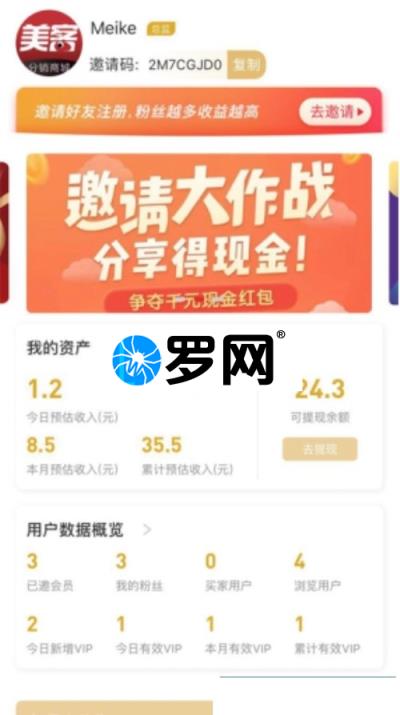 美客
分销商城
Meike
总监
邀请码: 2M7CGJD0 复制
邀请好友注册,粉丝越多收益越高 去邀请
邀请大作战
分享得现金!
争夺千元现金红包
我的资产
罗网®
1.2 24.3
今日预估收入(元) 可提现余额
8.5 35.5 去提现
本月预估收入(元) 累计预估收入(元)
用户数据概览
3 3 0 4
已邀会员 我的粉丝 买家用户 浏览用户
2 1 1 1
今日新增VIP 今日有效VIP 本月有效VIP 累计有效VIP